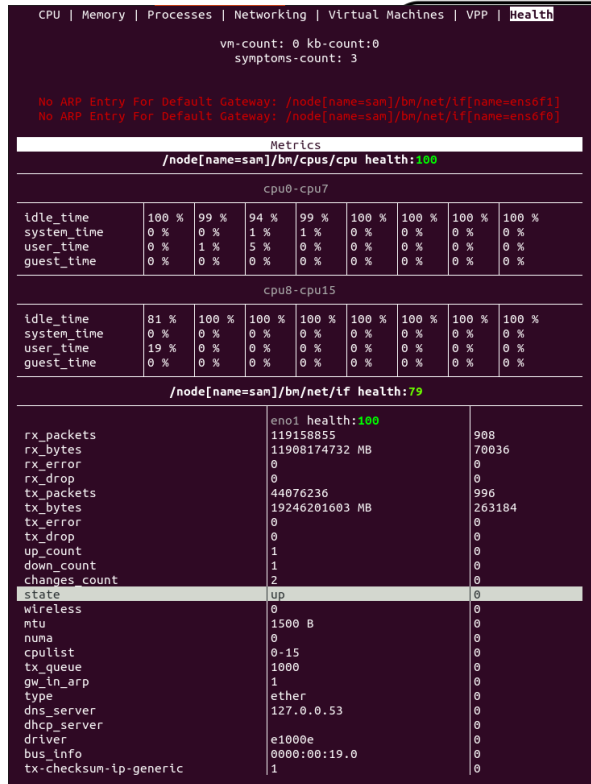 CPU | Memory | Processes | Networking | Virtual Machines | VPP | Health
vm-count: 0 kb-count:0
symptoms-count: 3
No ARP Entry For Default Gateway: /node[name=sam]/bm/net/if[name=ens6f1]
No ARP Entry For Default Gateway: /node[name=sam]/bm/net/if[name=ens6f0]
Metrics
/node[name=sam]/bm/cpus/cpu health:100
cpu0-cpu7
idle_time 100 % 99 % 94 % 99 % 100 % 100 % 100 % 100 %
system_time 0 % 0 % 1 % 1 % 0 % 0 % 0 % 0 %
user_time 0 % 1 % 5 % 0 % 0 % 0 % 0 % 0 %
guest_time 0 % 0 % 0 % 0 % 0 % 0 % 0 % 0 %
cpu8-cpu15
idle_time 81 % 100 % 100 % 100 % 100 % 100 % 100 % 100 %
system_time 0 % 0 % 0 % 0 % 0 % 0 % 0 % 0 %
user_time 19 % 0 % 0 % 0 % 0 % 0 % 0 % 0 %
guest_time 0 % 0 % 0 % 0 % 0 % 0 % 0 % 0 %
/node[name=sam]/bm/net/if health:79
eno1 health:100
rx_packets 119158855 908
rx_bytes 11908174732 MB 70036
rx_error 0 0
rx_drop 0 0
tx_packets 44076236 996
tx_bytes 19246201603 MB 263184
tx_error 0 0
tx_drop 0 0
up_count 1 0
down_count 1 0
changes_count 2 0
state up 0
wireless 0 0
mtu 1500 B 0
numa 0 0
cpulist 0-15 0
tx_queue 1000 0
gw_in_arp 1 0
type ether 0
dns_server 127.0.0.53 0
dhcp_server 0
driver e1000e 0
bus_info 0000:00:19.0 0
tx-checksum-ip-generic 1 0